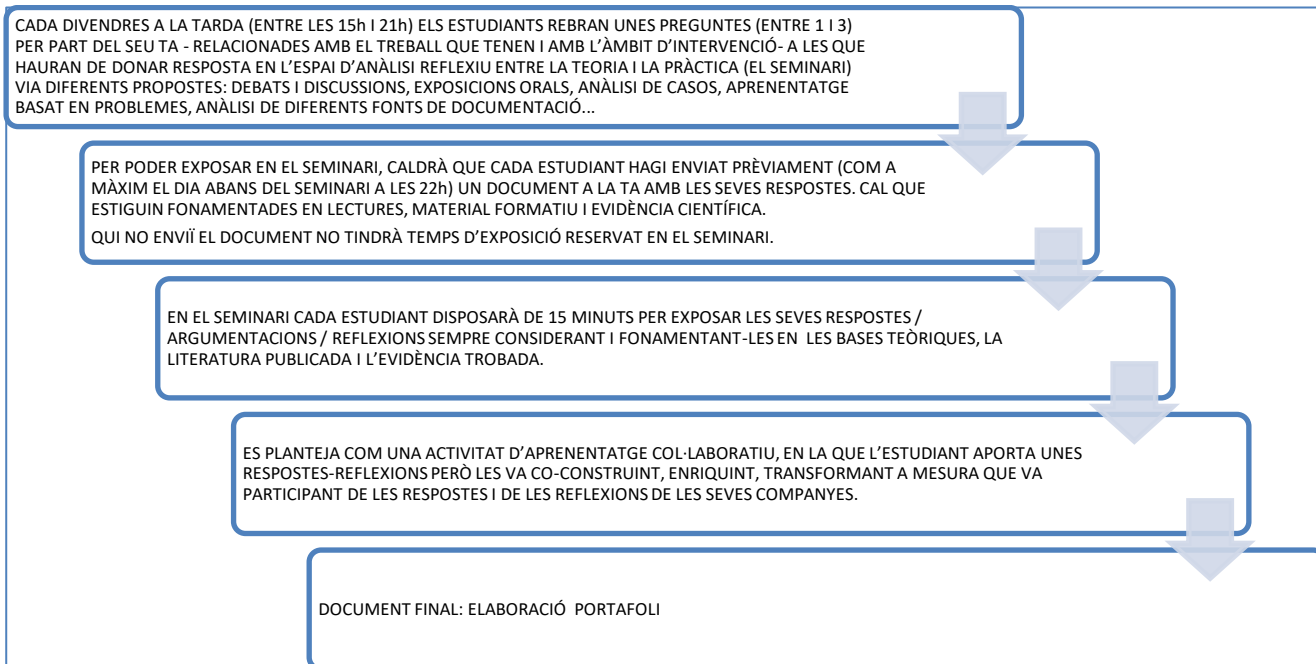 CADA DIVENDRES A LA TARDA (ENTRE LES 15h I 21h) ELS ESTUDIANTS REBRAN UNES PREGUNTES (ENTRE 1 I 3)
PER PART DEL SEU TA - RELACIONADES AMB EL TREBALL QUE TENEN I AMB L'ÀMBIT D'INTERVENCIÓ- A LES QUE
HAURAN DE DONAR RESPOSTA EN L'ESPAI D'ANÀLISI REFLEXIU ENTRE LA TEORIA I LA PRÀCTICA (EL SEMINARI)
VIA DIFERENTS PROPOSTES: DEBATS I DISCUSSIONS, EXPOSICIONS ORALS, ANÀLISI DE CASOS, APRENENTATGE
BASAT EN PROBLEMES, ANÀLISI DE DIFERENTS FONTS DE DOCUMENTACIÓ...
PER PODER EXPOSAR EN EL SEMINARI, CALDRÀ QUE CADA ESTUDIANT HAGI ENVIAT PRÈVIAMENT (COM A
MÀXIM EL DIA ABANS DEL SEMINARI A LES 22h) UN DOCUMENT A LA TA AMB LES SEVES RESPOSTES. CAL QUE
ESTIGUIN FONAMENTADES EN LECTURES, MATERIAL FORMATIU I EVIDÈNCIA CIENTÍFICA.
QUI NO ENVIÏ EL DOCUMENT NO TINDRÀ TEMPS D'EXPOSICIÓ RESERVAT EN EL SEMINARI.
EN EL SEMINARI CADA ESTUDIANT DISPOSARÀ DE 15 MINUTS PER EXPOSAR LES SEVES RESPOSTES /
ARGUMENTACIONS / REFLEXIONS SEMPRE CONSIDERANT I FONAMENTANT-LES EN LES BASES TEÒRIQUES, LA
LITERATURA PUBLICADA I L'EVIDÈNCIA TROBADA.
ES PLANTEJA COM UNA ACTIVITAT D'APRENENTATGE COL·LABORATIU, EN LA QUE L'ESTUDIANT APORTA UNES
RESPOSTES-REFLEXIONS PERÒ LES VA CO-CONSTRUINT, ENRIQUINT, TRANSFORMANT A MESURA QUE VA
PARTICIPANT DE LES RESPOSTES I DE LES REFLEXIONS DE LES SEVES COMPANYES.
DOCUMENT FINAL: ELABORACIÓ PORTAFOLI